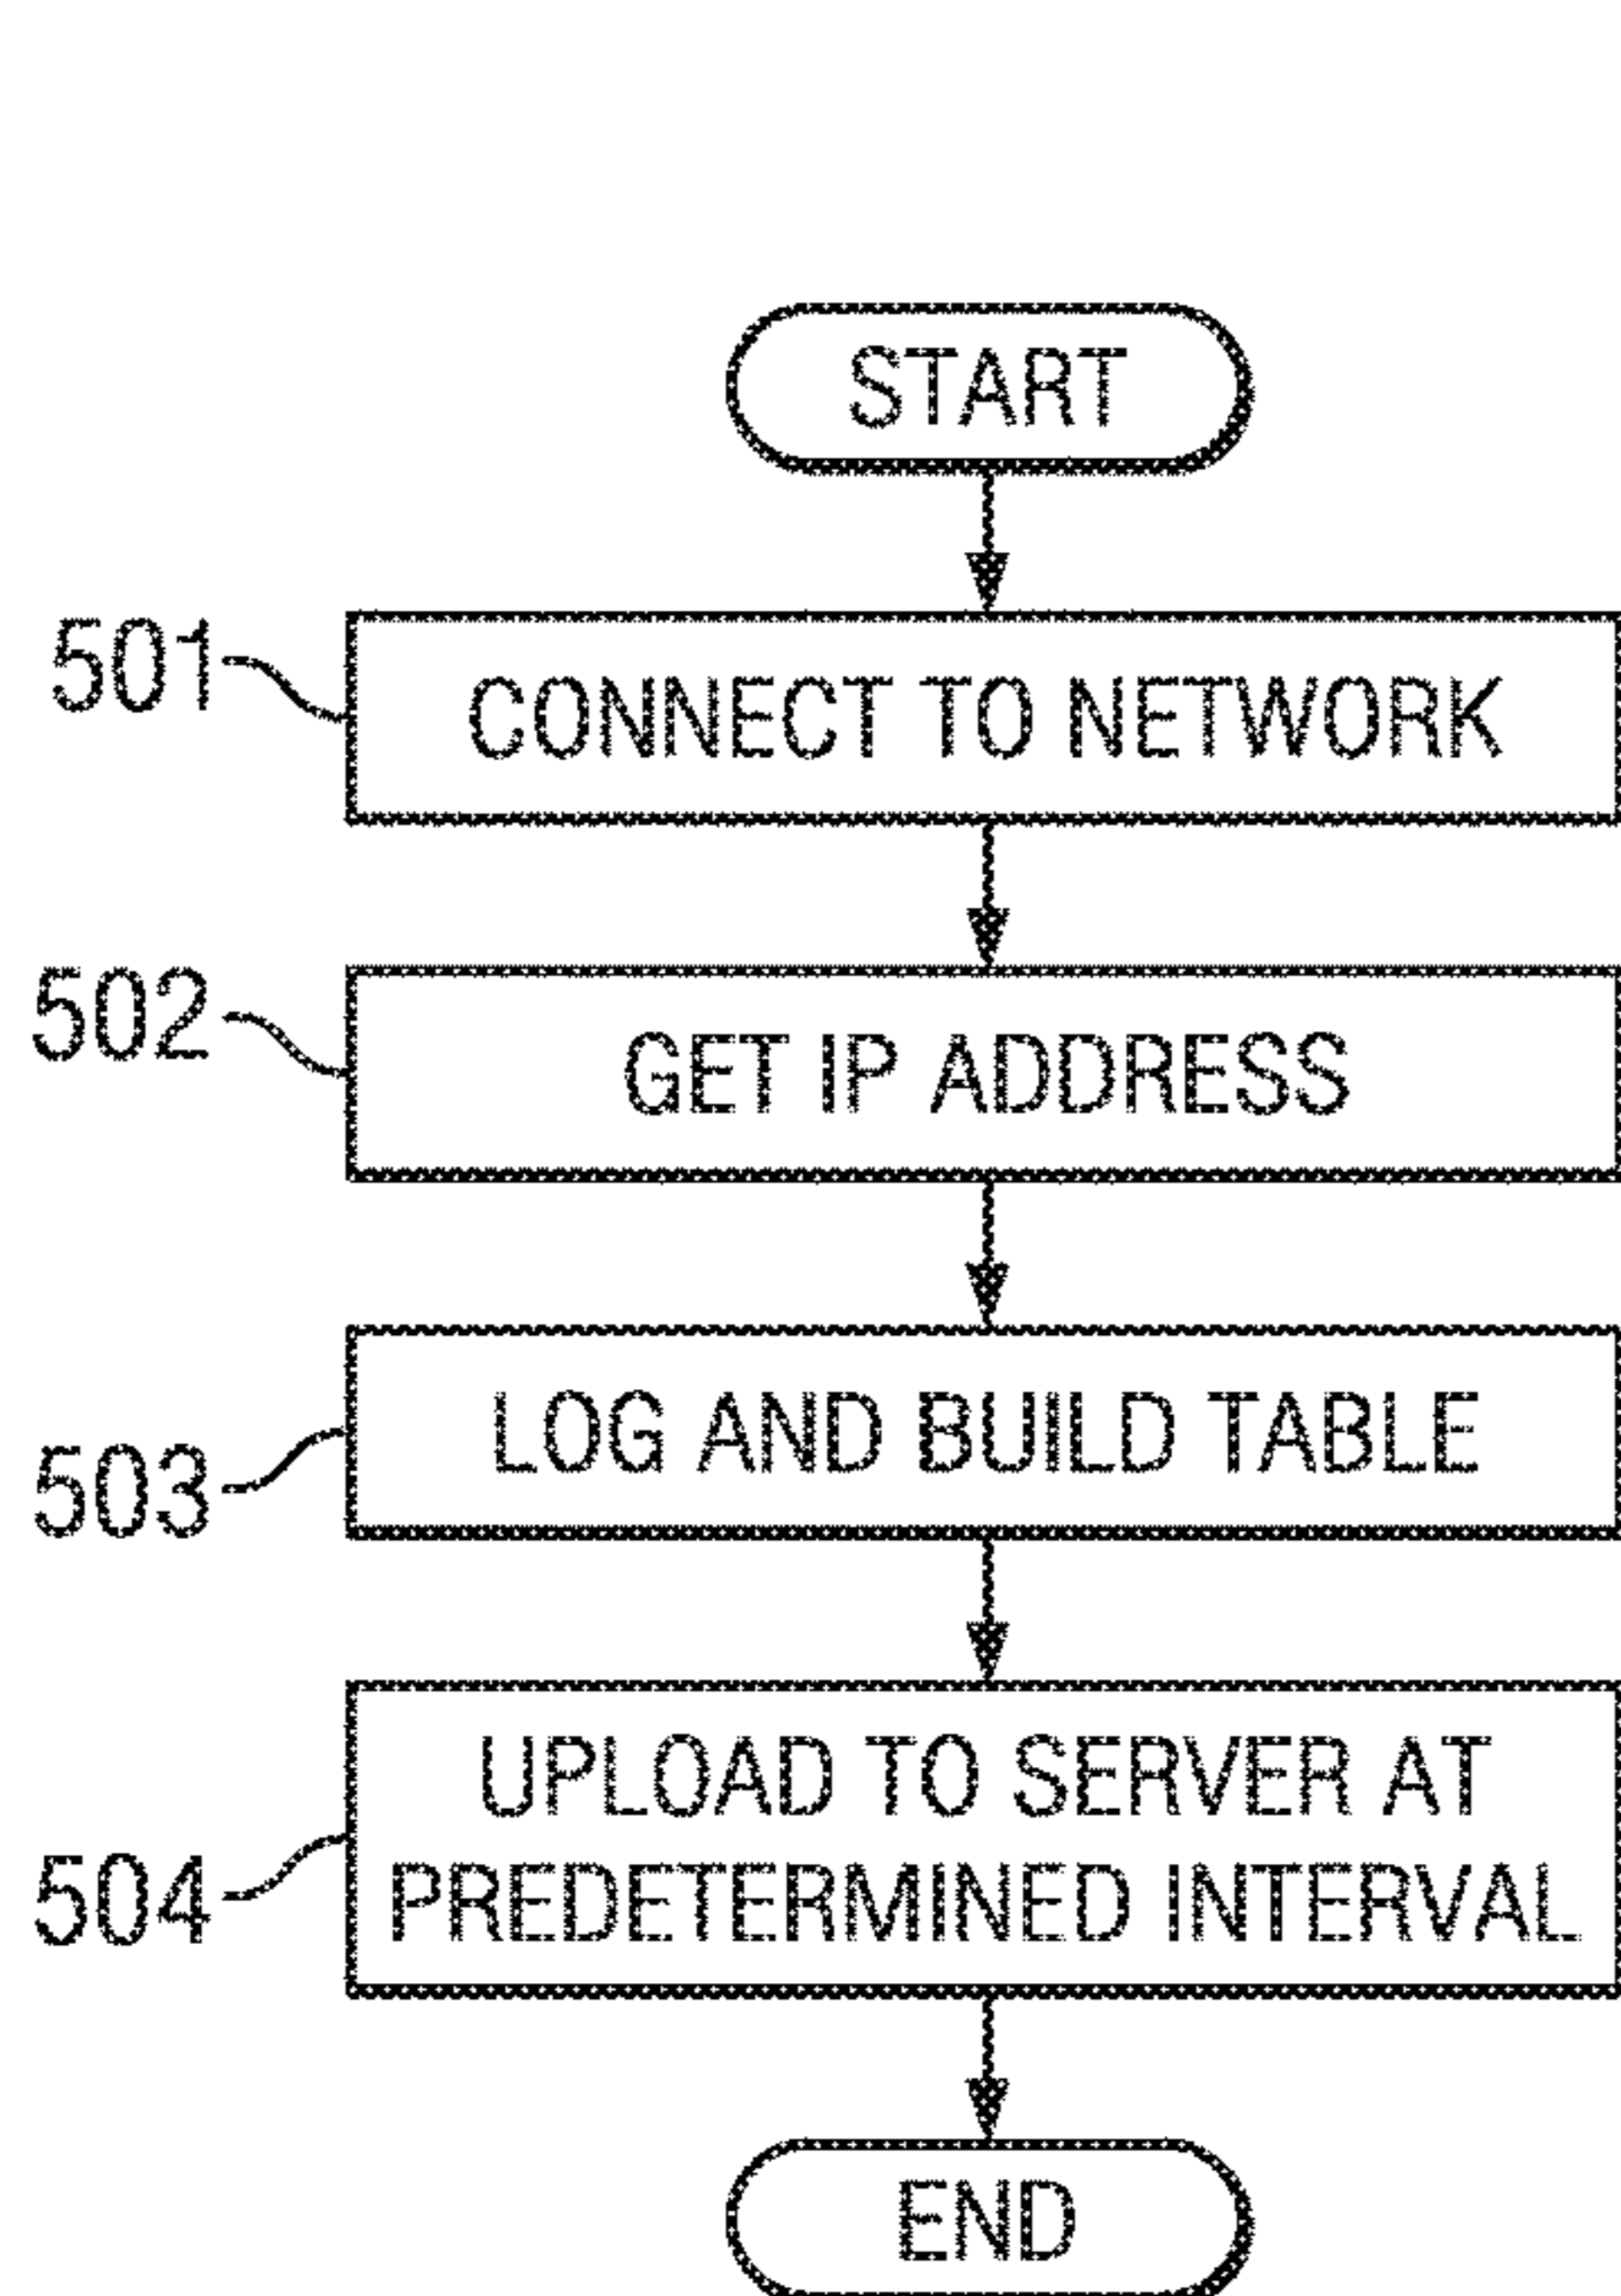 START
501
CONNECT TO NETWORK
502
GET IP ADDRESS
503
LOG AND BUILD TABLE
504
UPLOAD TO SERVER AT
PREDETERMINED INTERVAL
END